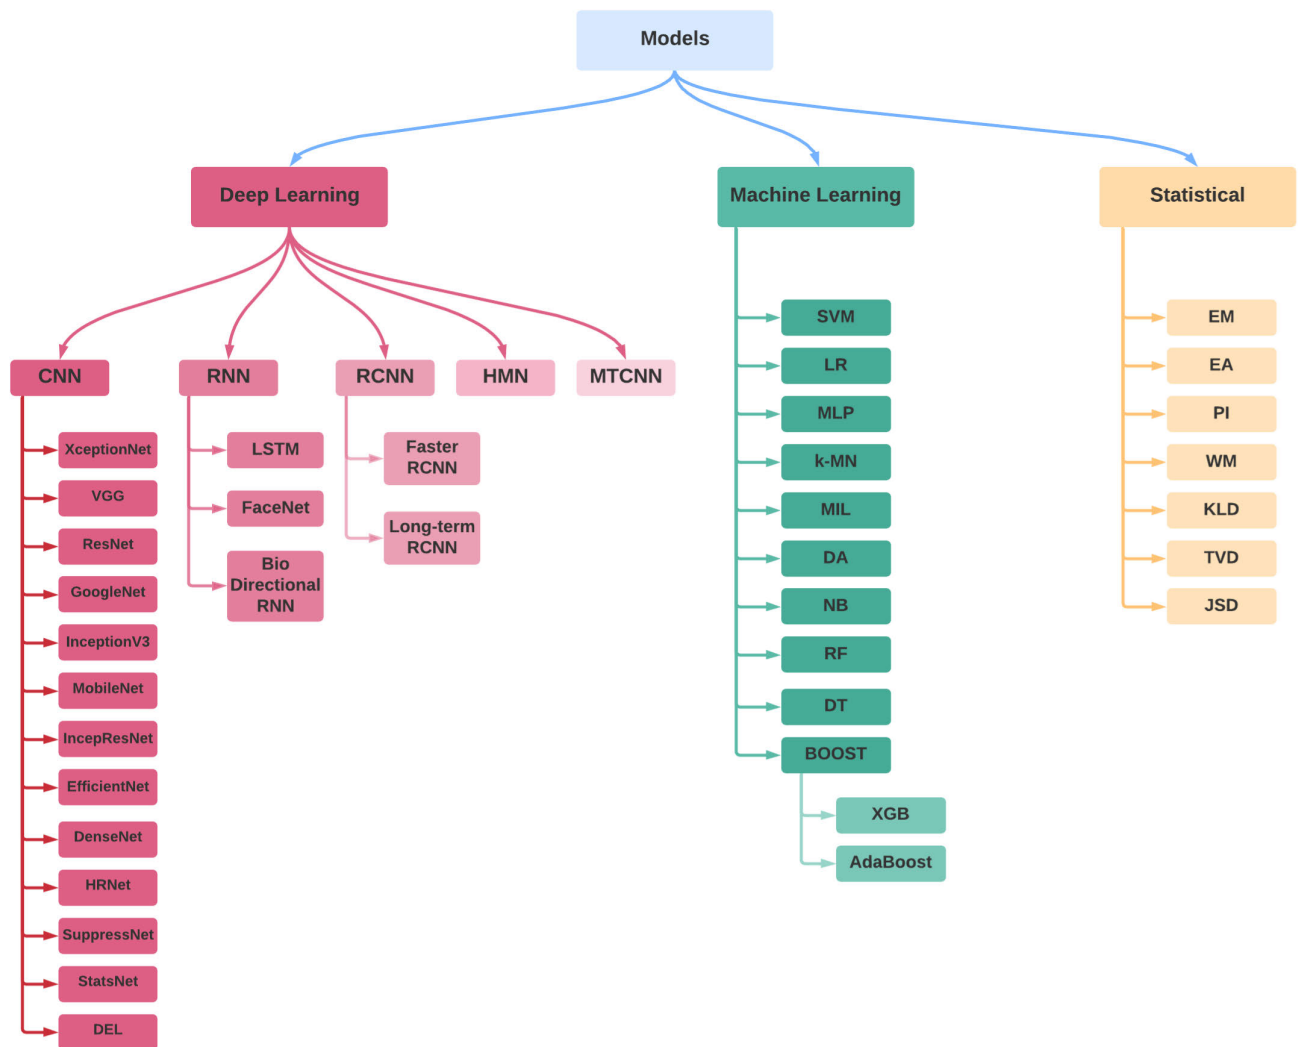 Models
Deep Learning
Machine Learning
Statistical
CNN
RNN
RCNN
HMN
MTCNN
XceptionNet
VGG
ResNet
GoogleNet
InceptionV3
MobileNet
IncepResNet
EfficientNet
DenseNet
HRNet
SuppressNet
StatsNet
DEL
LSTM
FaceNet
Bio
Directional
RNN
Faster
RCNN
Long-term
RCNN
SVM
LR
MLP
k-MN
MIL
DA
NB
RF
DT
BOOST
XGB
AdaBoost
EM
EA
PI
WM
KLD
TVD
JSD